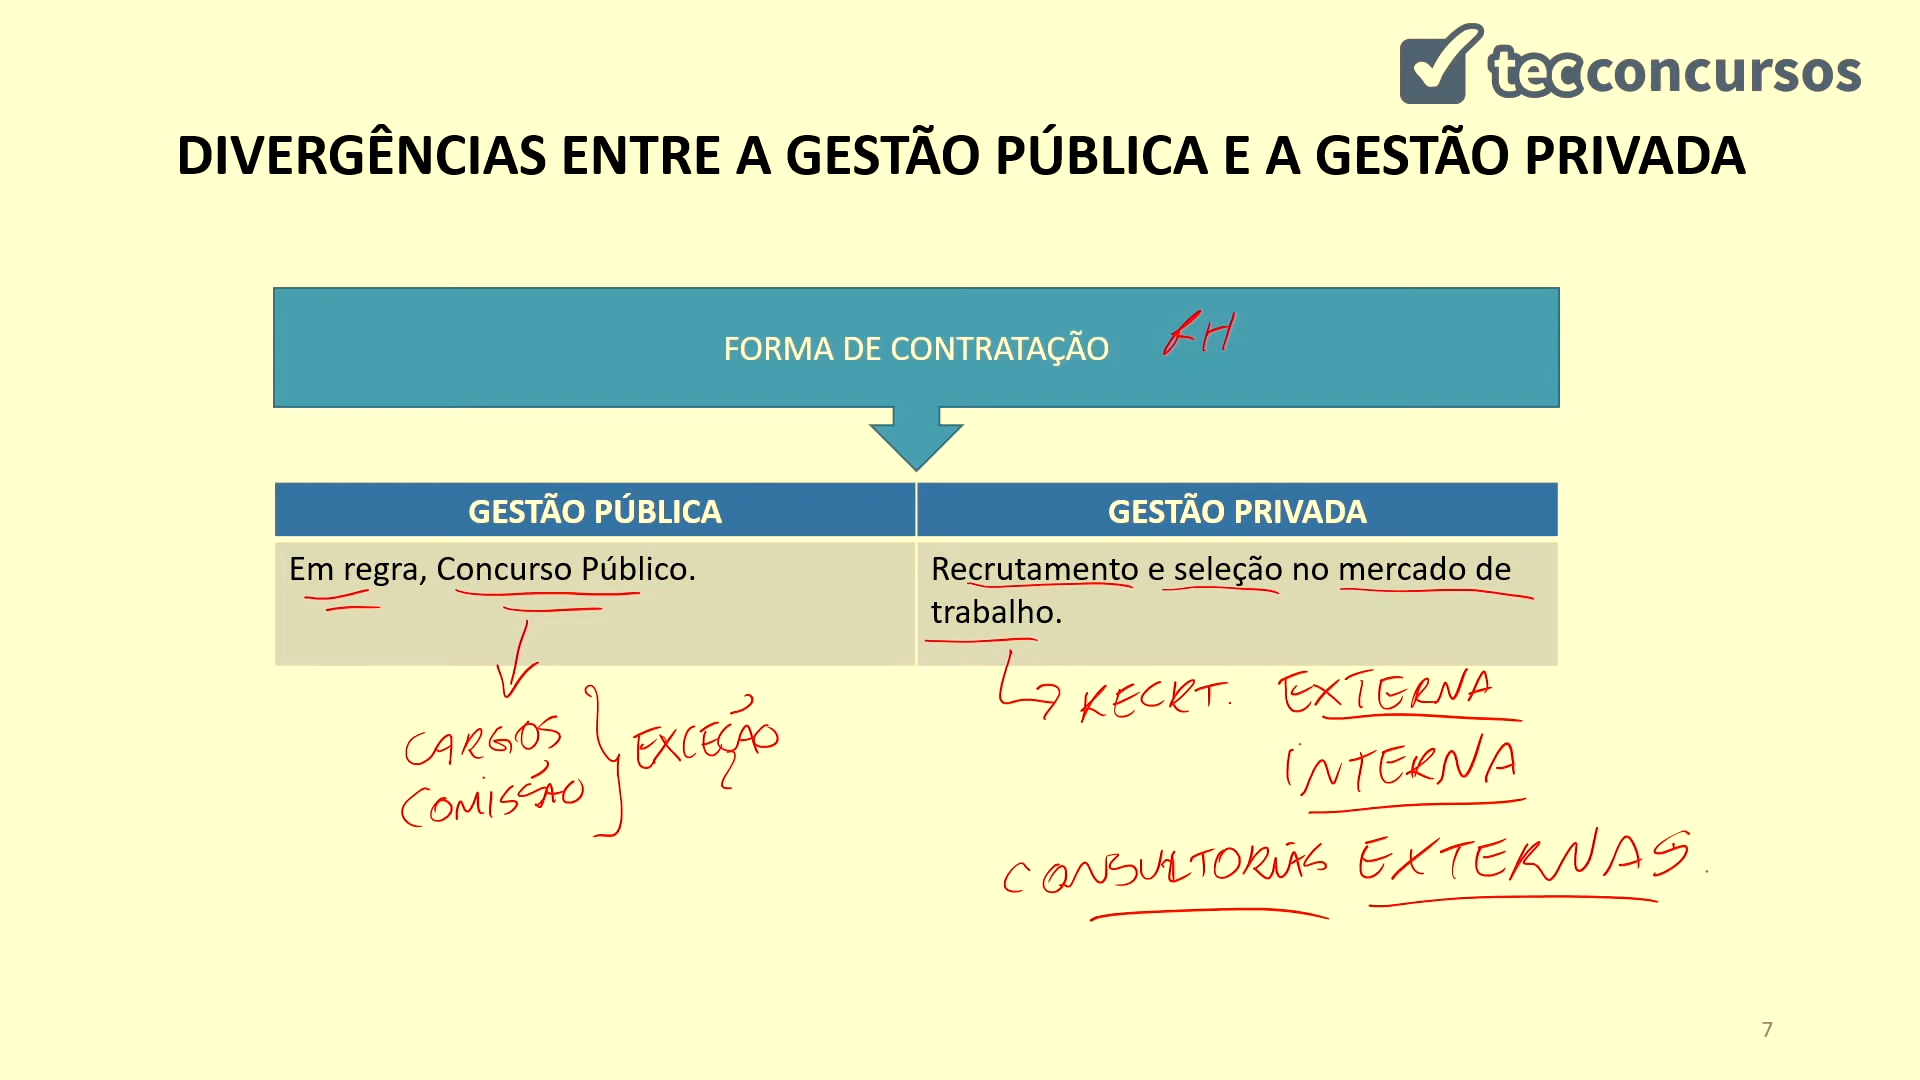 tecconcursos
DIVERGÊNCIAS ENTRE A GESTÃO PÚBLICA E A GESTÃO PRIVADA
FORMA DE CONTRATAÇÃO RH
GESTÃO PÚBLICA
Em regra, Concurso Público.
GESTÃO PRIVADA
Recrutamento e seleção no mercado de
trabalho.
CARGOS
COMISSÃO
EXCEÇÃO
RECRT. EXTERNA
INTERNA
CONSULTORIAS EXTERNAS.
7